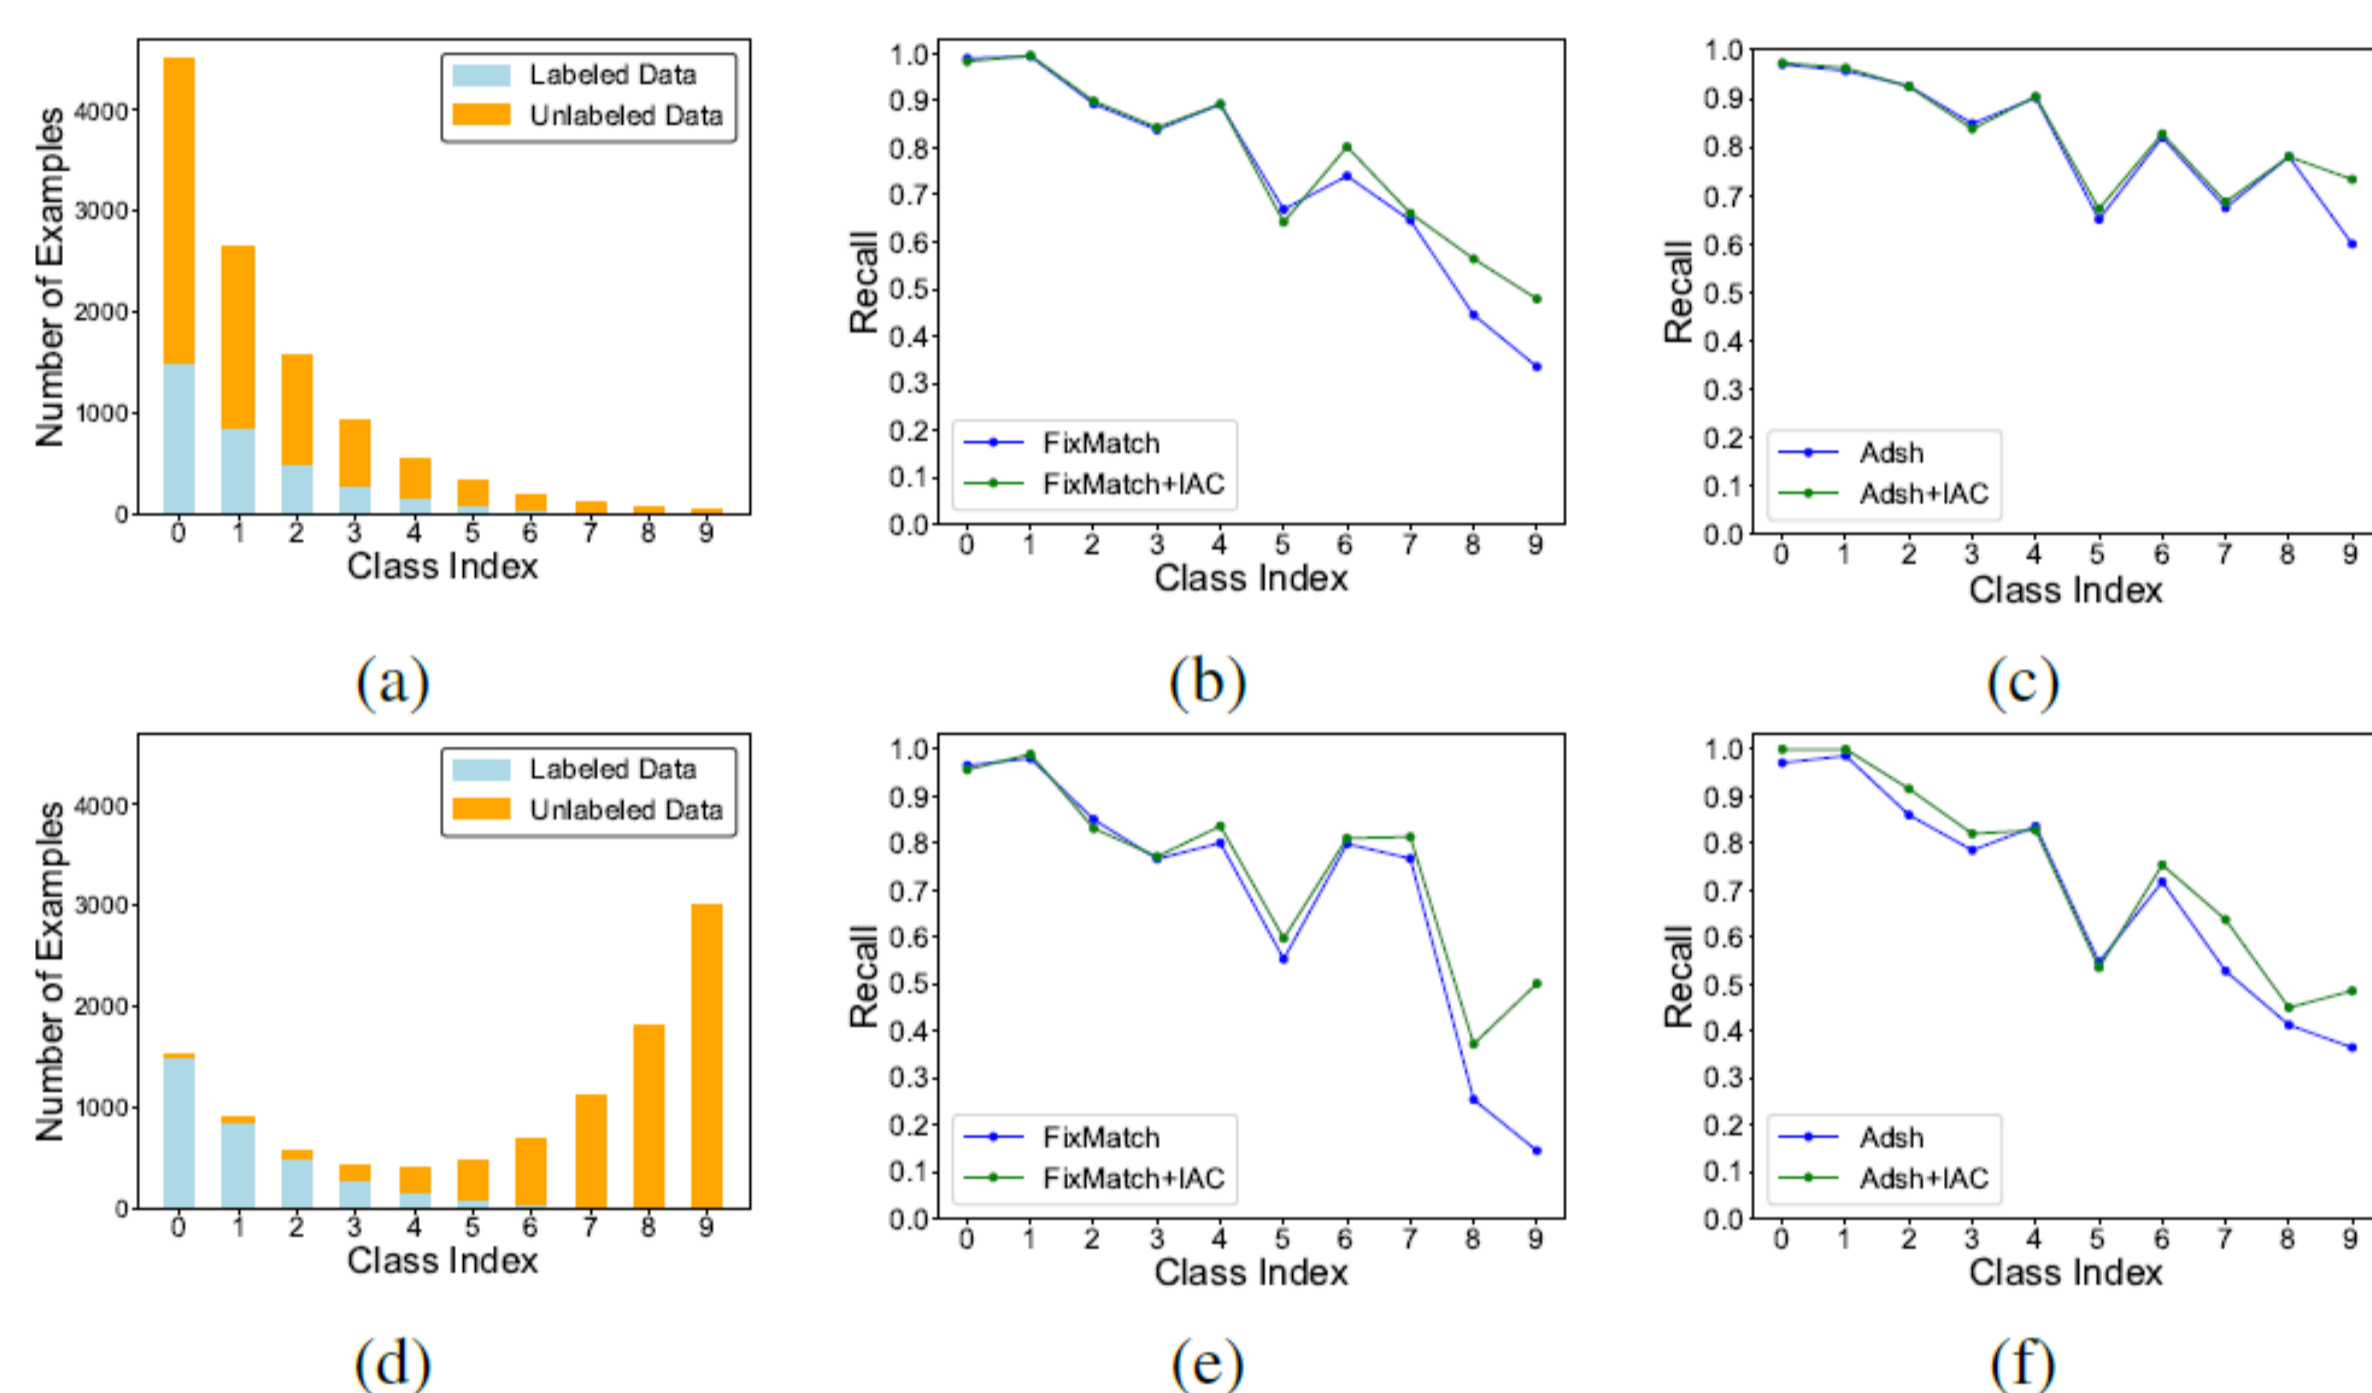 Labeled Data
Unlabeled Data
Number of Examples
4000
3000
2000
1000
0
0 1 2 3 4 5 6 7 8 9
Class Index
(a)
1.0
0.9
0.8
0.7
0.6
0.5
0.4
0.3
0.2
0.1
0.0
Recall
FixMatch
FixMatch+IAC
0 1 2 3 4 5 6 7 8 9
Class Index
(b)
1.0
0.9
0.8
0.7
0.6
0.5
0.4
0.3
0.2
0.1
0.0
Recall
Adsh
Adsh+IAC
0 1 2 3 4 5 6 7 8 9
Class Index
(c)
Labeled Data
Unlabeled Data
Number of Examples
4000
3000
2000
1000
0
0 1 2 3 4 5 6 7 8 9
Class Index
(d)
1.0
0.9
0.8
0.7
0.6
0.5
0.4
0.3
0.2
0.1
0.0
Recall
FixMatch
FixMatch+IAC
0 1 2 3 4 5 6 7 8 9
Class Index
(e)
1.0
0.9
0.8
0.7
0.6
0.5
0.4
0.3
0.2
0.1
0.0
Recall
Adsh
Adsh+IAC
0 1 2 3 4 5 6 7 8 9
Class Index
(f)